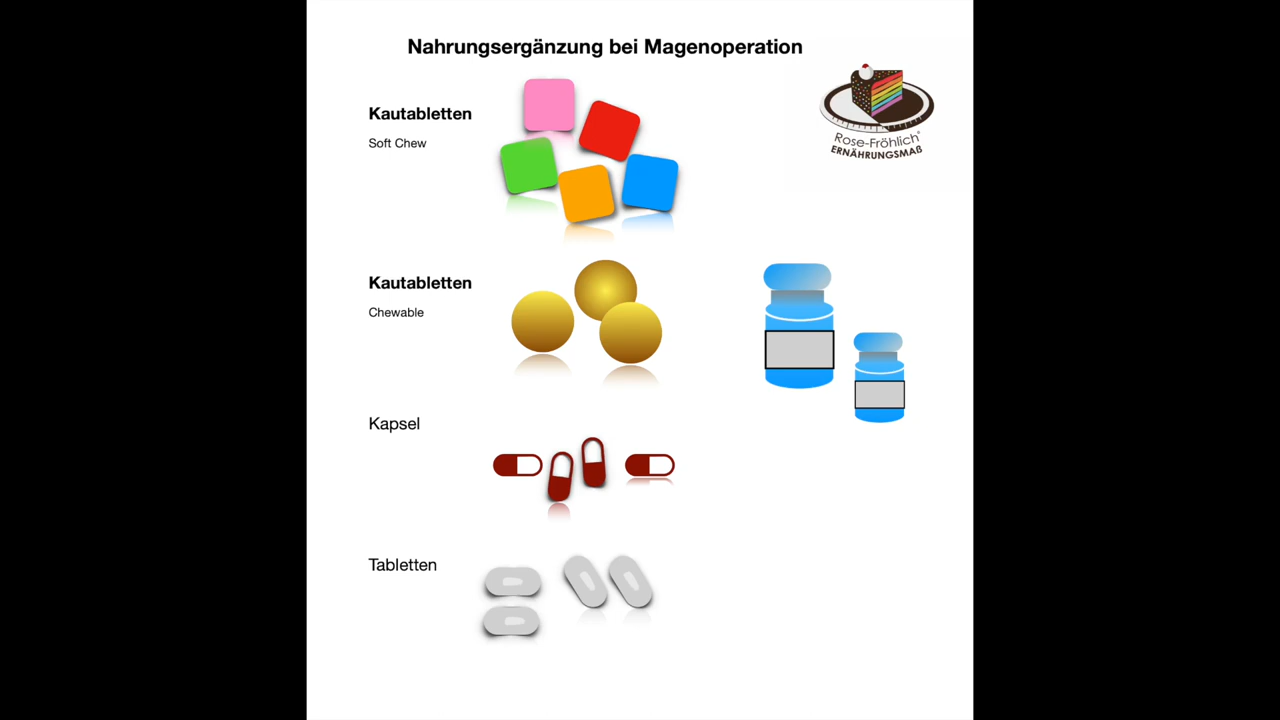 Nahrungsergänzung bei Magenoperation
Kautabletten
Soft Chew
Rose-Fröhlich®
ERNÄHRUNGSMAß
Kautabletten
Chewable
Kapsel
Tabletten